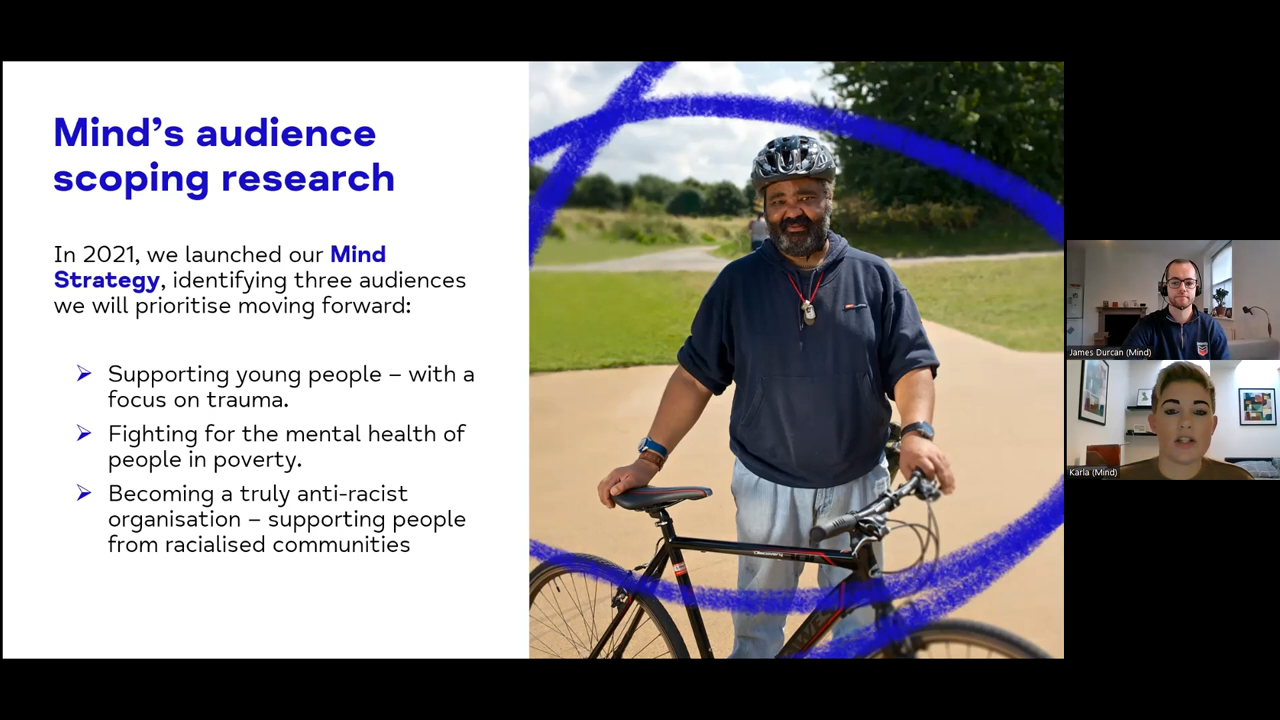 Mind's audience
scoping research
In 2021, we launched our Mind
Strategy, identifying three audiences
we will prioritise moving forward:
Supporting young people – with a
focus on trauma.
Fighting for the mental health of
people in poverty.
Becoming a truly anti-racist
organisation – supporting people
from racialised communities
Discovery
James Durcan (Mind)
Karla (Mind)